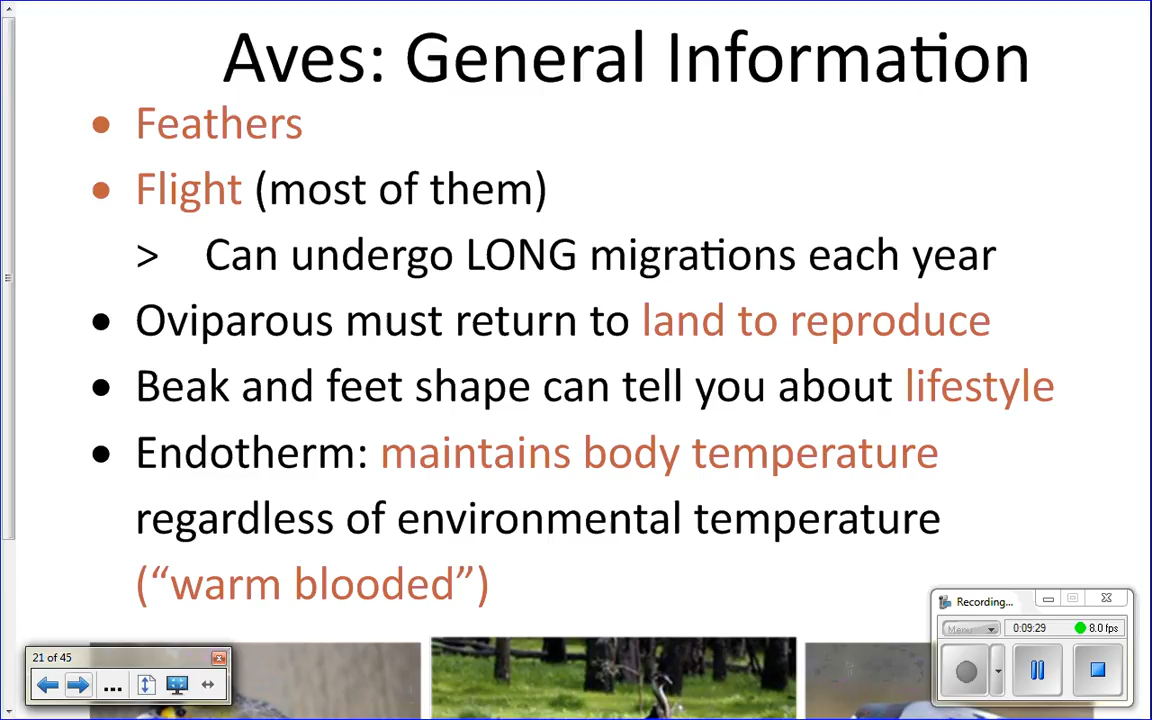 Aves: General Information
• Feathers
• Flight (most of them)
> Can undergo LONG migrations each year
• Oviparous must return to land to reproduce
• Beak and feet shape can tell you about lifestyle
• Endotherm: maintains body temperature
regardless of environmental temperature
(“warm blooded”)
Recording...
Menu
0:09:29
8.0 fps
21 of 45
...